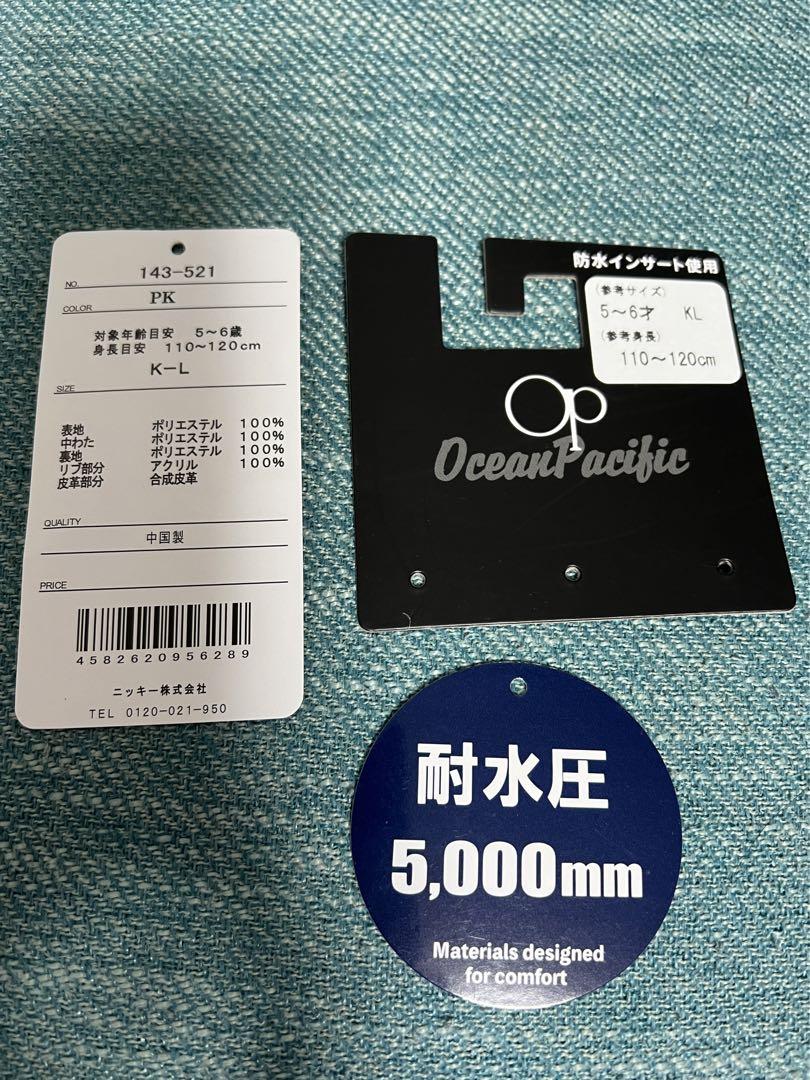 143-521
NO.
PK
COLOR
対象年齢目安 5〜6歳
身長目安 110〜120cm
K-L
SIZE
表地 ポリエステル 100%
中わた ポリエステル 100%
裏地 ポリエステル 100%
リブ部分 アクリル 100%
皮革部分 合成皮革
QUALITY
中国製
PRICE
4582620956289
ニッキー株式会社
TEL 0120-021-950
防水インサート使用
(参考サイズ)
5〜6才 KL
(参考身長)
110〜120cm
op
OceanPacific
耐水圧
5,000mm
Materials designed
for comfort